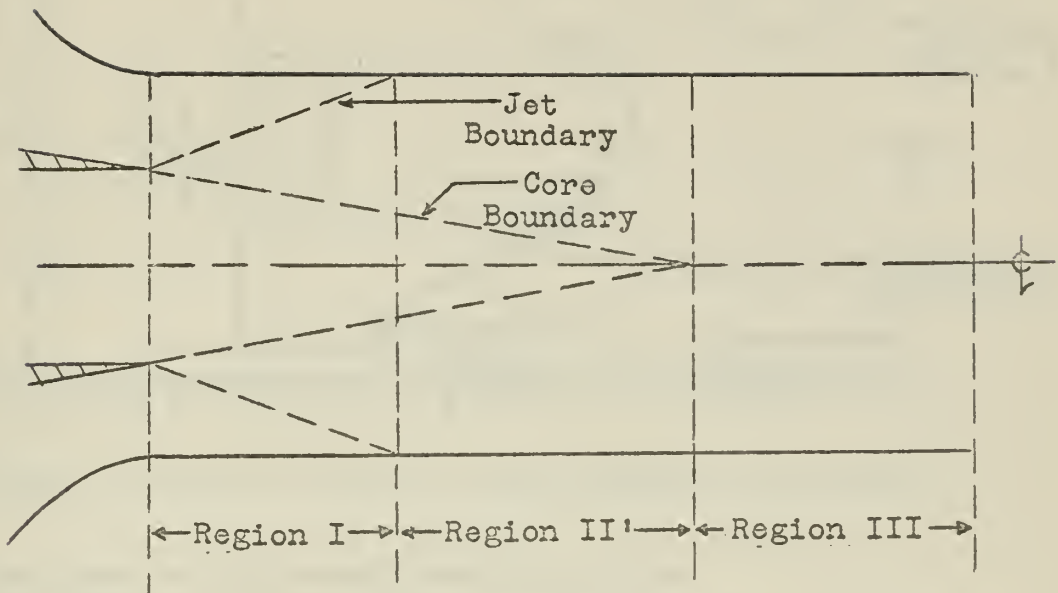 Jet
Boundary
Core
Boundary
℄
Region I
Region II'
Region III